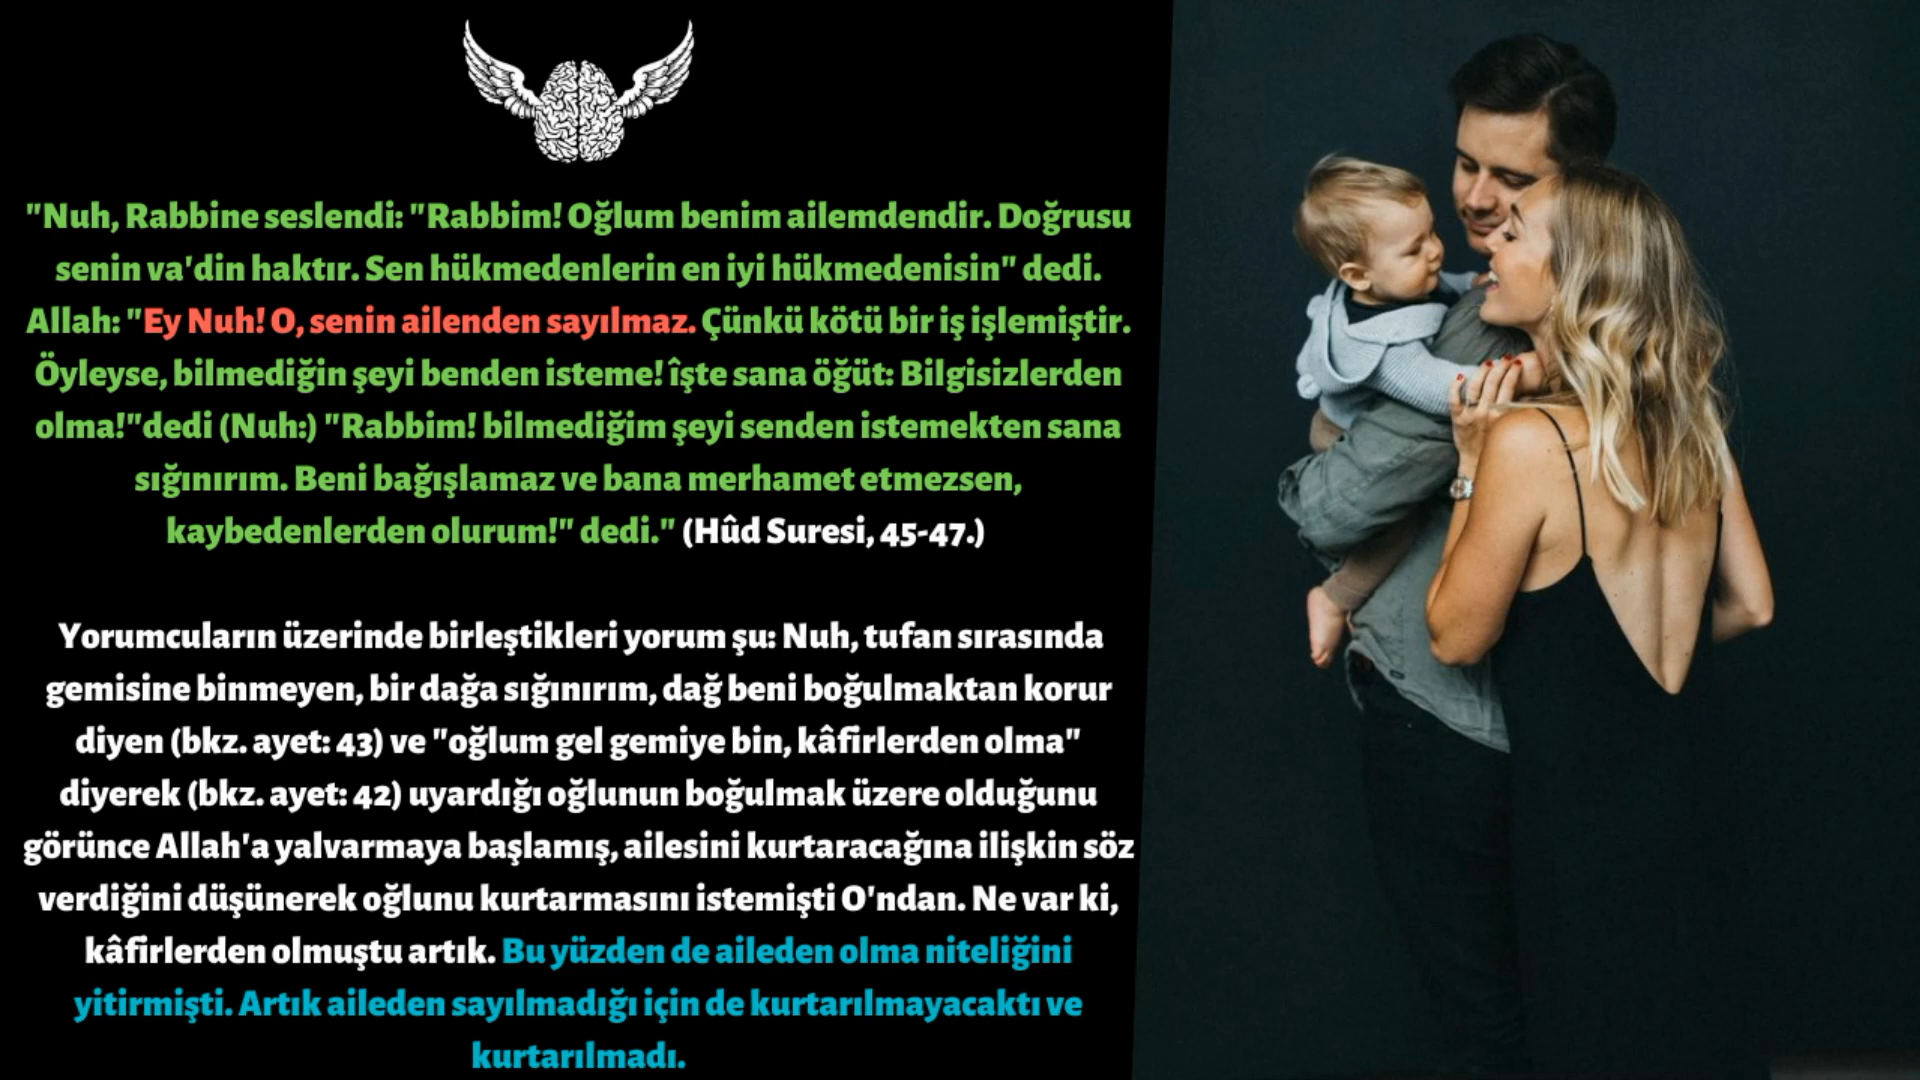 "Nuh, Rabbine seslendi: "Rabbim! Oğlum benim ailemdendir. Doğrusu
senin va'din haktır. Sen hükmedenlerin en iyi hükmedenisin" dedi.
Allah: "Ey Nuh! O, senin ailenden sayılmaz. Çünkü kötü bir iş işlemiştir.
Öyleyse, bilmediğin şeyi benden isteme! îşte sana öğüt: Bilgisizlerden
olma!"dedi (Nuh:) "Rabbim! bilmediğim şeyi senden istemekten sana
sığınırım. Beni bağışlamaz ve bana merhamet etmezsen,
kaybedenlerden olurum!" dedi." (Hûd Suresi, 45-47.)
Yorumcuların üzerinde birleştikleri yorum şu: Nuh, tufan sırasında
gemisine binmeyen, bir dağa sığınırım, dağ beni boğulmaktan korur
diyen (bkz. ayet: 43) ve "oğlum gel gemiye bin, kâfirlerden olma"
diyerek (bkz. ayet: 42) uyardığı oğlunun boğulmak üzere olduğunu
görünce Allah'a yalvarmaya başlamış, ailesini kurtaracağına ilişkin söz
verdiğini düşünerek oğlunu kurtarmasını istemişti O'ndan. Ne var ki,
kâfirlerden olmuştu artık. Bu yüzden de aileden olma niteliğini
yitirmişti. Artık aileden sayılmadığı için de kurtarılmayacaktı ve
kurtarılmadı.